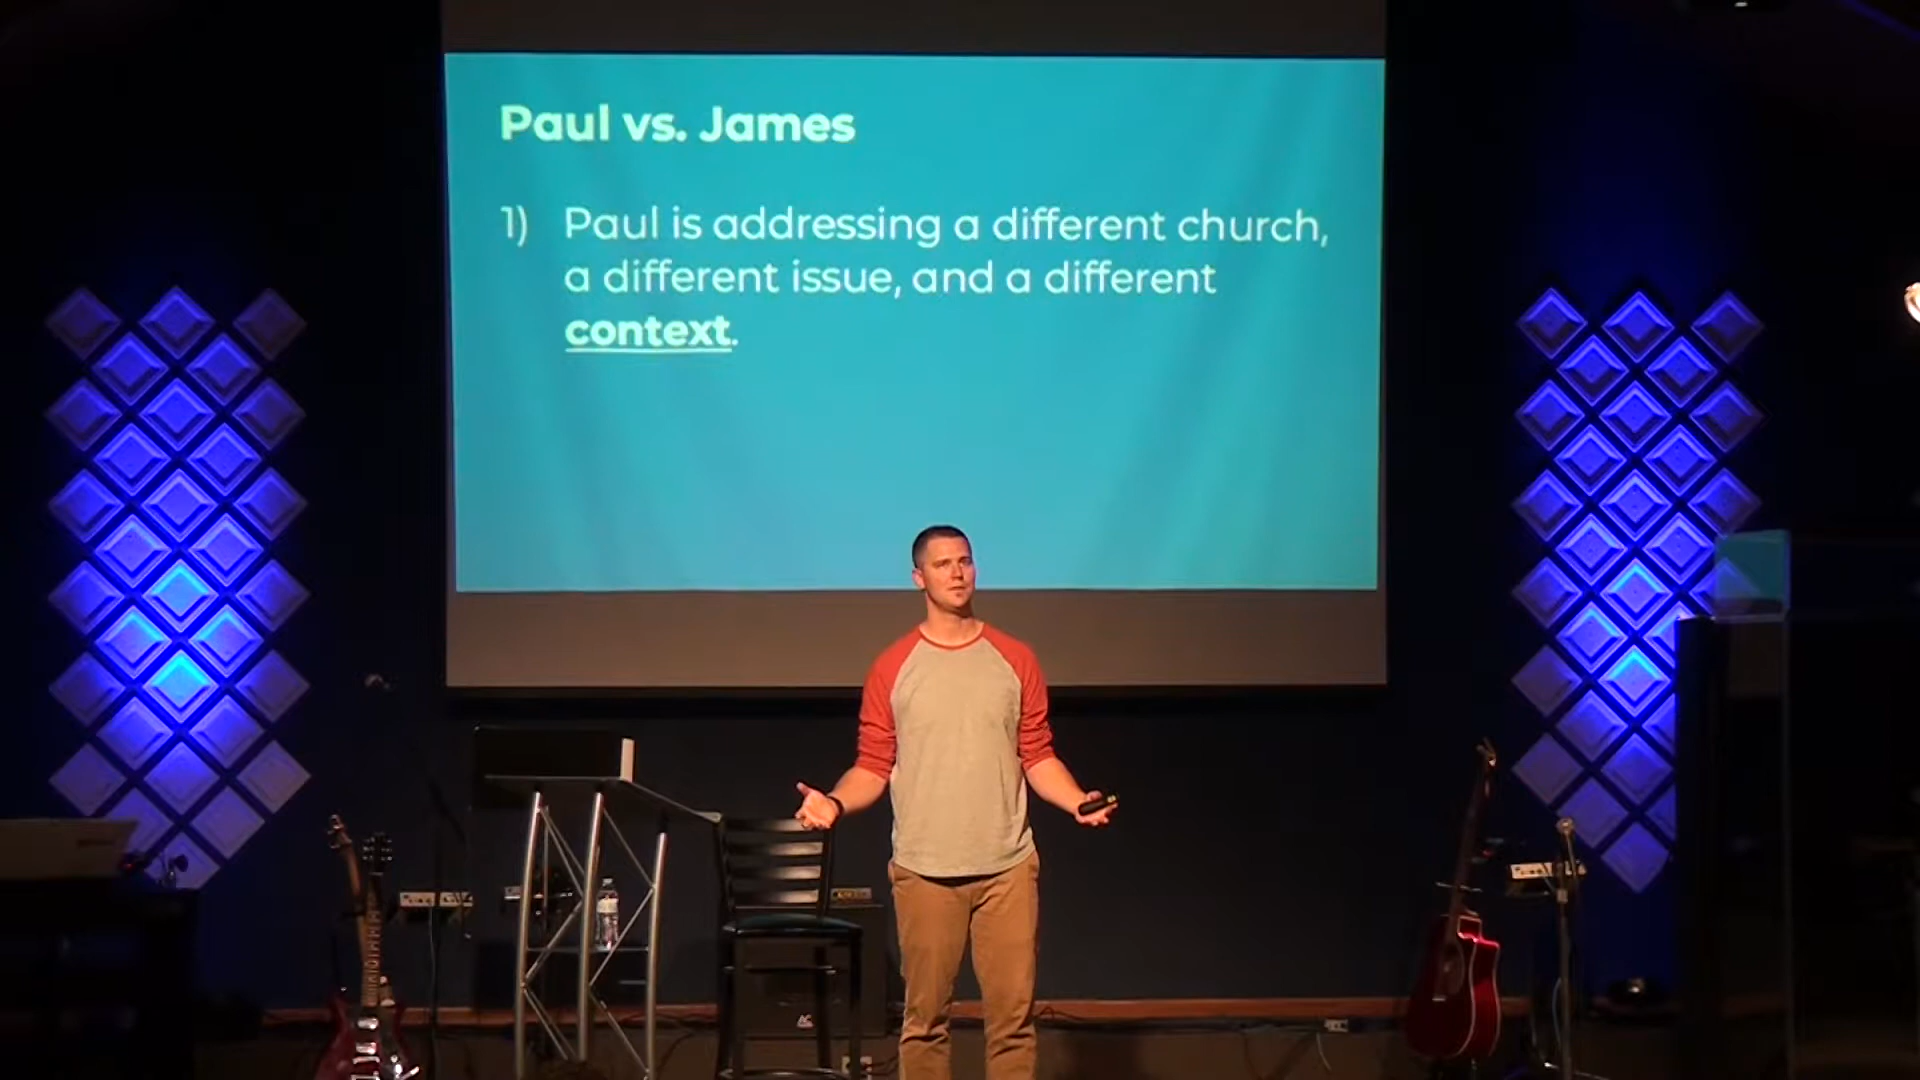 Paul vs. James
1) Paul is addressing a different church,
a different issue, and a different
context.